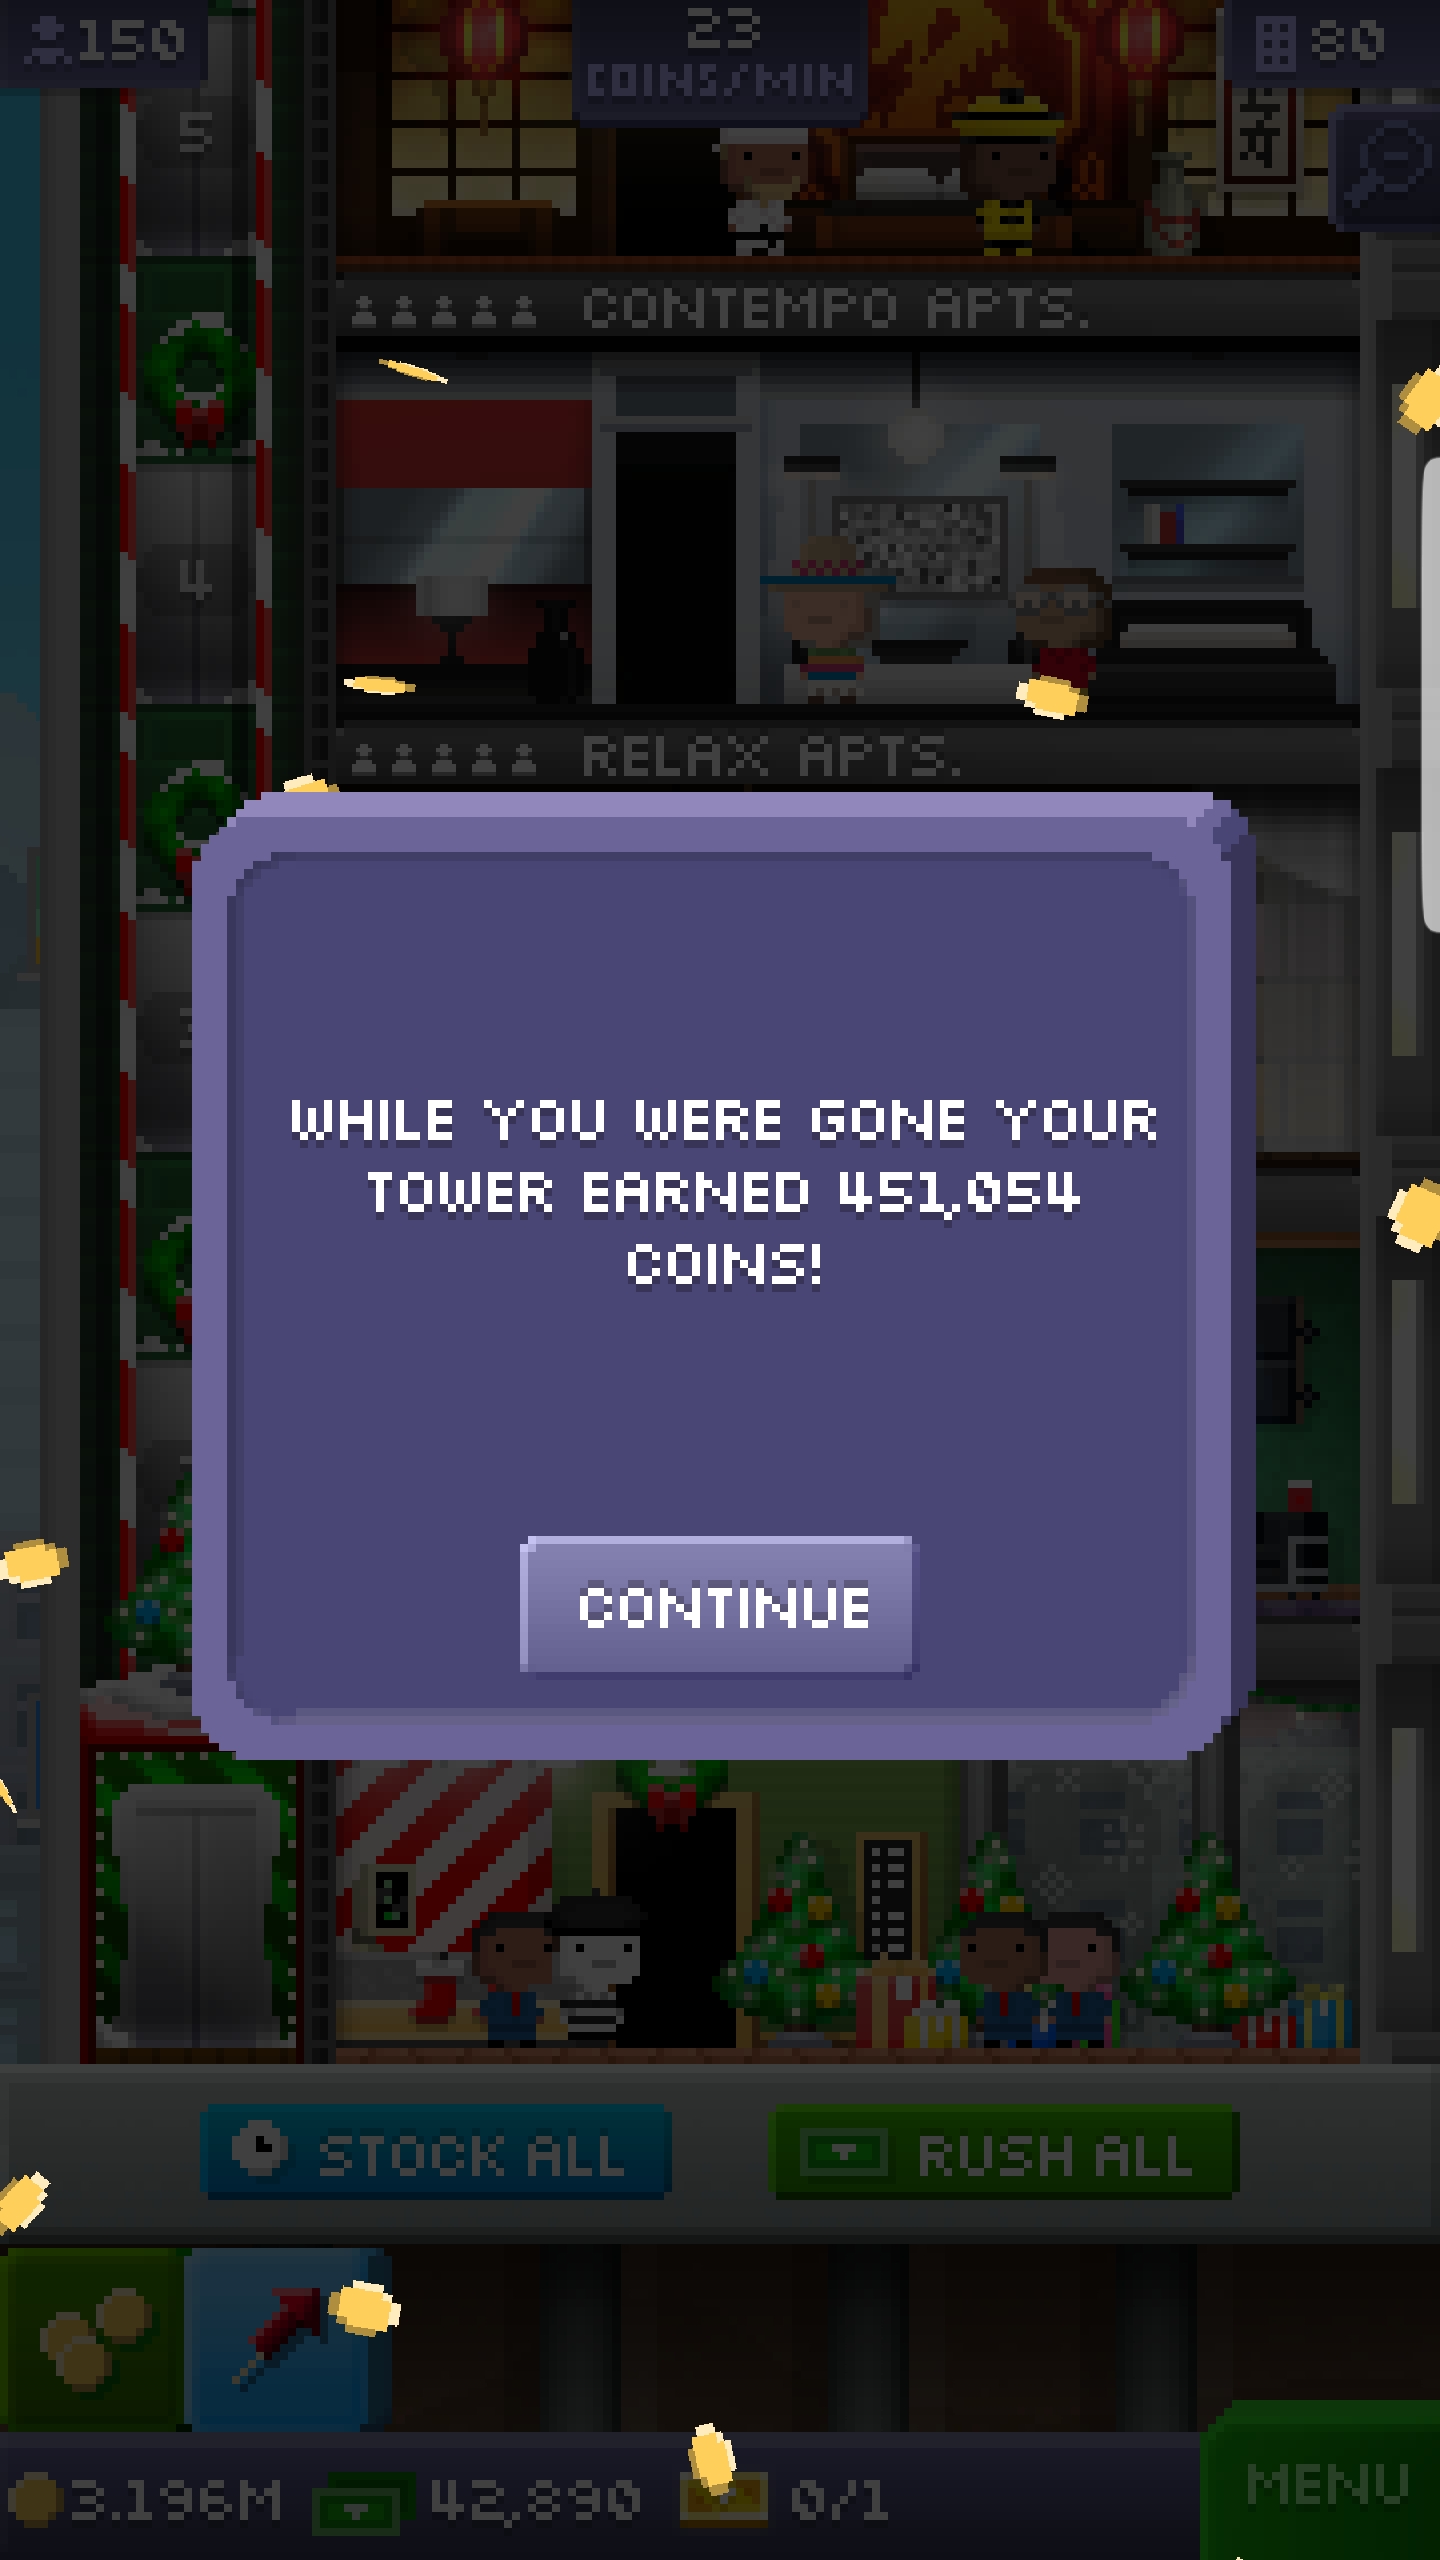 150
23
COINS/MIN
80
5
CONTEMPO APTS.
4
RELAX APTS.
WHILE YOU WERE GONE YOUR
TOWER EARNED 451,054
COINS!
CONTINUE
STOCK ALL
RUSH ALL
3.196M
42,890
0/1
MENU